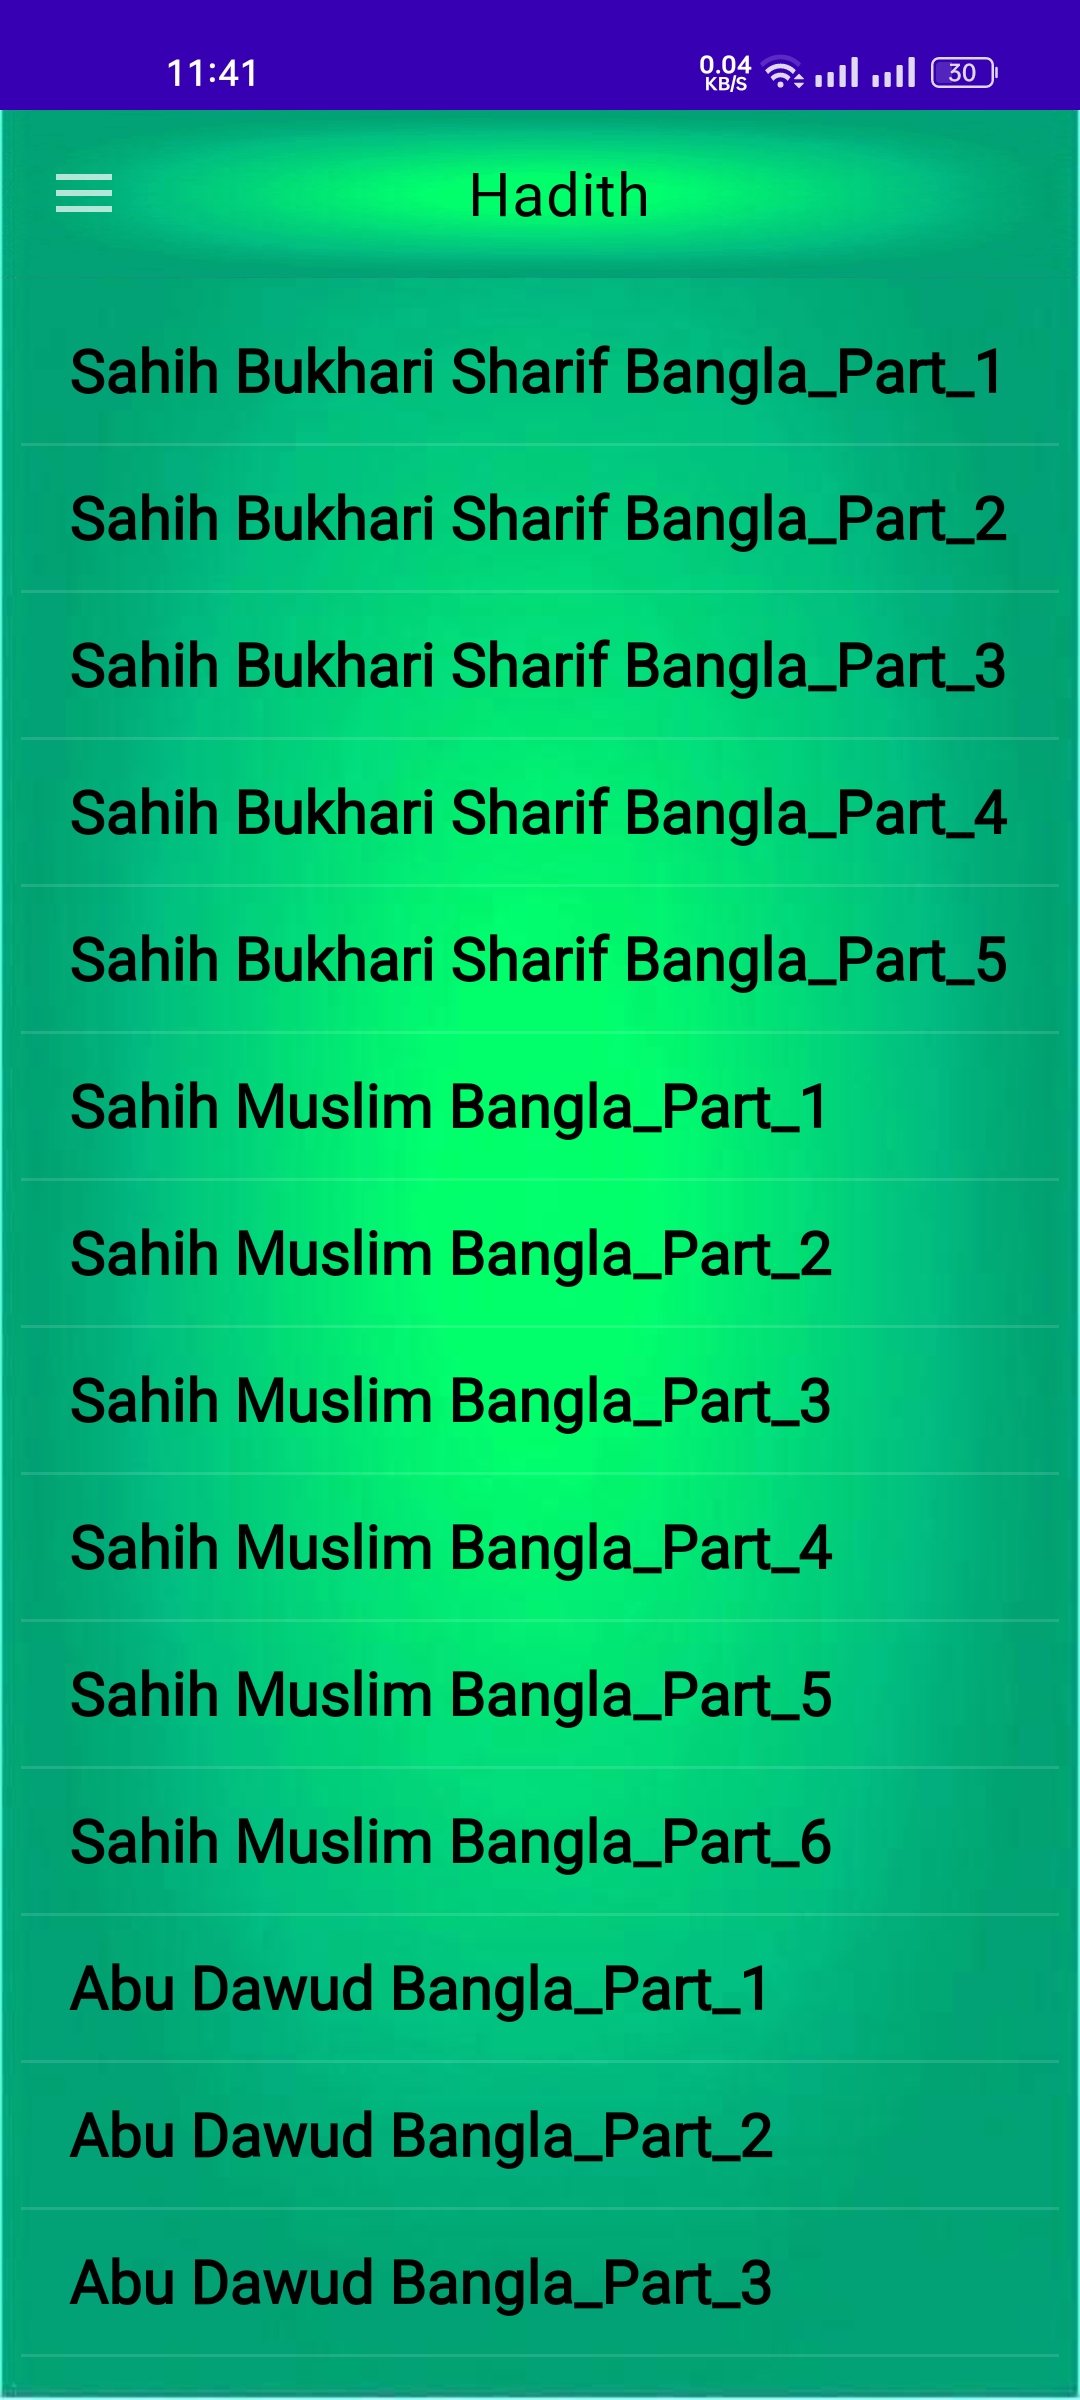 11:41
0.04
KB/S
30
Hadith
Sahih Bukhari Sharif Bangla_Part_1
Sahih Bukhari Sharif Bangla_Part_2
Sahih Bukhari Sharif Bangla_Part_3
Sahih Bukhari Sharif Bangla_Part_4
Sahih Bukhari Sharif Bangla_Part_5
Sahih Muslim Bangla_Part_1
Sahih Muslim Bangla_Part_2
Sahih Muslim Bangla_Part_3
Sahih Muslim Bangla_Part_4
Sahih Muslim Bangla_Part_5
Sahih Muslim Bangla_Part_6
Abu Dawud Bangla_Part_1
Abu Dawud Bangla_Part_2
Abu Dawud Bangla_Part_3